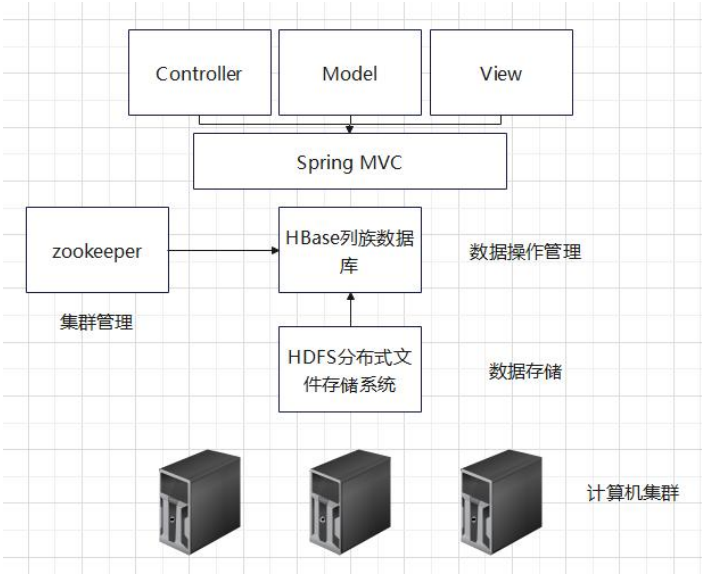 Controller
Model
View
Spring MVC
zookeeper
HBase列族数据
库
数据操作管理
集群管理
HDFS分布式文
件存储系统
数据存储
计算机集群